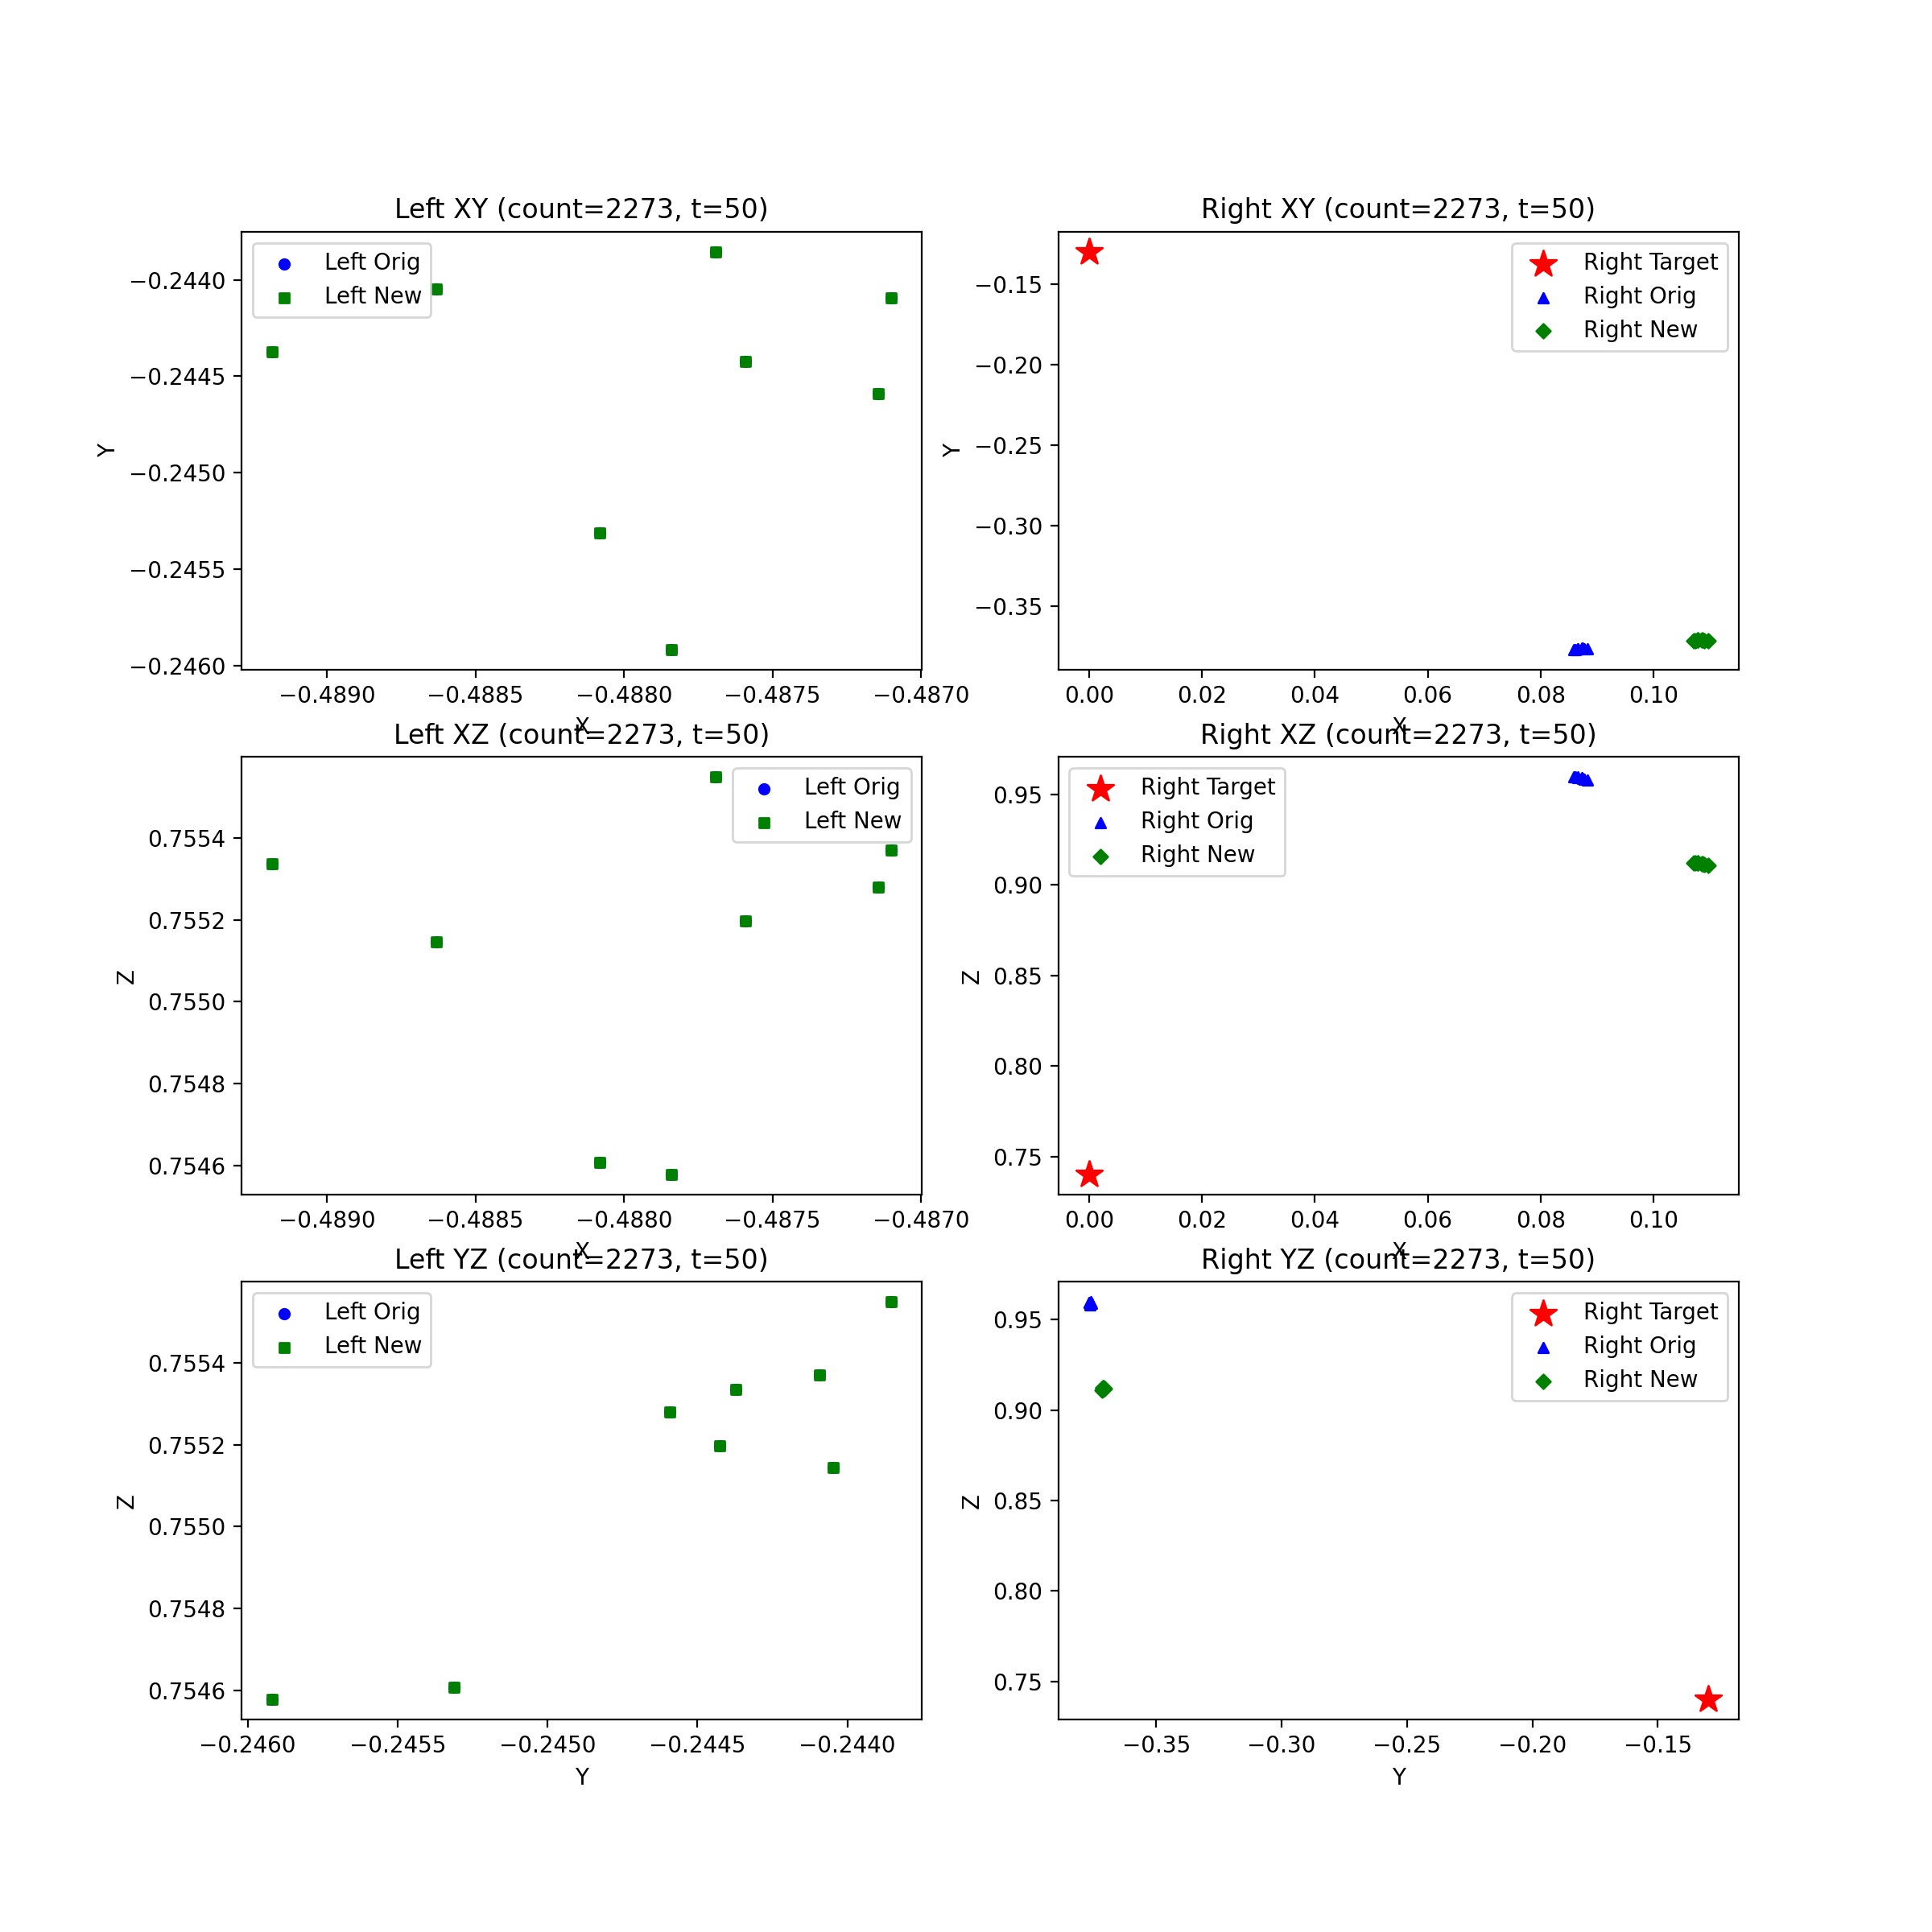 Left XY (count=2273, t=50)
Left Orig
Left New
−0.2440
−0.2445
−0.2450
−0.2455
−0.2460
Y
−0.4890
−0.4885
−0.4880
−0.4875
−0.4870
X
Right XY (count=2273, t=50)
Right Target
Right Orig
Right New
−0.15
−0.20
−0.25
−0.30
−0.35
Y
0.00
0.02
0.04
0.06
0.08
0.10
X
Left XZ (count=2273, t=50)
Left Orig
Left New
0.7554
0.7552
0.7550
0.7548
0.7546
Z
−0.4890
−0.4885
−0.4880
−0.4875
−0.4870
X
Right XZ (count=2273, t=50)
Right Target
Right Orig
Right New
0.95
0.90
0.85
0.80
0.75
Z
0.00
0.02
0.04
0.06
0.08
0.10
X
Left YZ (count=2273, t=50)
Left Orig
Left New
0.7554
0.7552
0.7550
0.7548
0.7546
Z
−0.2460
−0.2455
−0.2450
−0.2445
−0.2440
Y
Right YZ (count=2273, t=50)
Right Target
Right Orig
Right New
0.95
0.90
0.85
0.80
0.75
Z
−0.35
−0.30
−0.25
−0.20
−0.15
Y